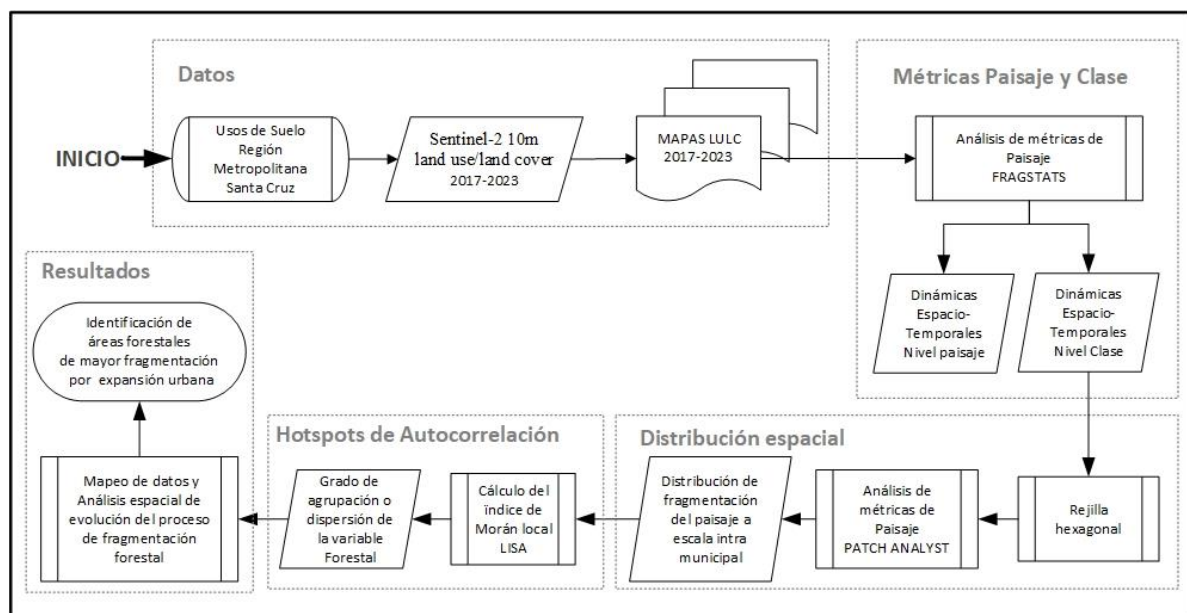 Datos
INICIO
Usos de Suelo
Región
Metropolitana
Santa Cruz
Sentinel-2 10m
land use/land cover
2017-2023
MAPAS LULC
2017-2023
Métricas Paisaje y Clase
Análisis de métricas de
Paisaje
FRAGSTATS
Dinámicas
Espacio-
Temporales
Nivel paisaje
Dinámicas
Espacio-
Temporales
Nivel Clase
Distribución espacial
Rejilla
hexagonal
Análisis de
métricas de
Paisaje
PATCH ANALYST
Distribución de
fragmentación
del paisaje a
escala intra
municipal
Hotspots de Autocorrelación
Cálculo del
índice de
Morán local
LISA
Grado de
agrupación o
dispersión de
la variable
Forestal
Resultados
Mapeo de datos y
Análisis espacial de
evolución del proceso
de fragmentación
forestal
Identificación de
áreas forestales
de mayor fragmentación
por expansión urbana